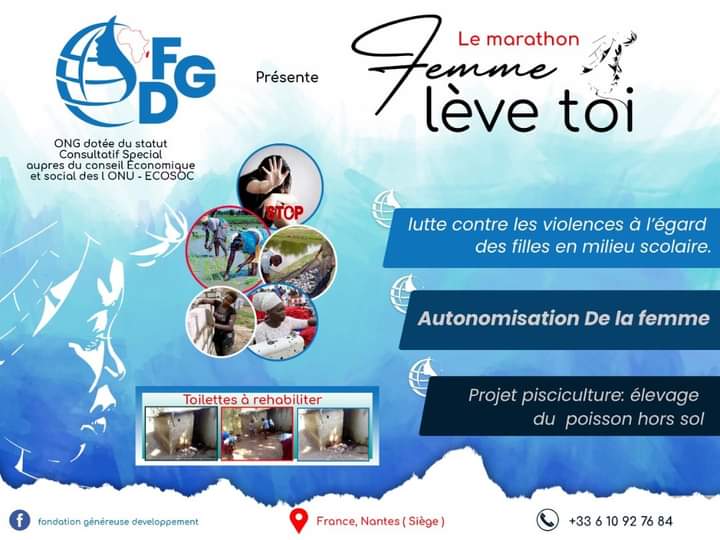 FGD
ONG dotée du statut
Consultatif Special
aupres du conseil Économique
et social des l ONU - ECOSOC
Présente
Le marathon
Femme
lève toi
STOP
lutte contre les violences à l'égard
des filles en milieu scolaire.
Autonomisation De la femme
Projet pisciculture: élevage
du poisson hors sol
Toilettes à rehabiliter
fondation généreuse developpement
France, Nantes ( Siège )
+33 6 10 92 76 84